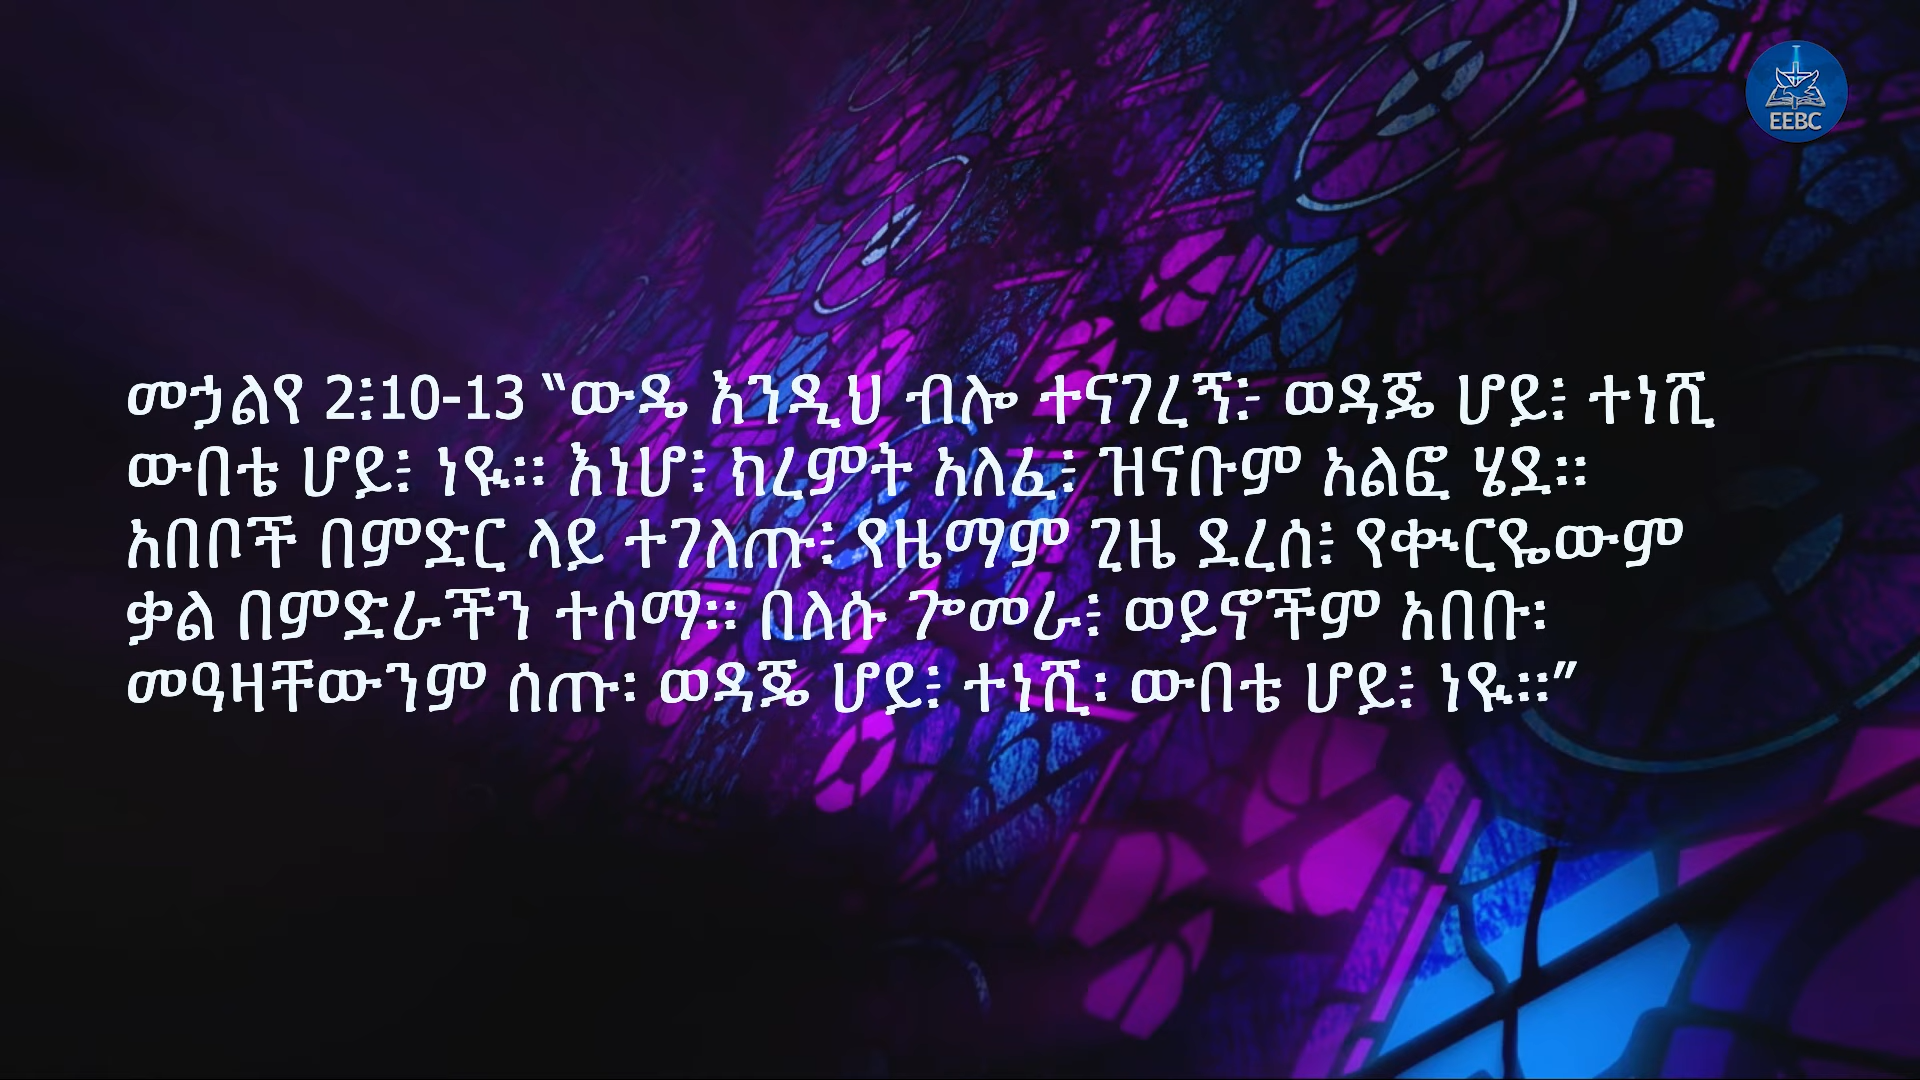 EEBC
መኃልየ 2፧10-13 “ውዴ እንዲህ ብሎ ተናገረኝ፦ ወዳጄ ሆይ፥ ተነሺ
ውበቴ ሆይ፥ ነዪ። እነሆ፥ ክረምት አለፈ፥ ዝናቡም አልፎ ሄደ።
አበቦች በምድር ላይ ተገለጡ፥ የዜማም ጊዜ ደረሰ፥ የቍርዬውም
ቃል በምድራችን ተሰማ። በለሱ ጐመራ፥ ወይኖችም አበቡ፡
መዓዛቸውንም ሰጡ፡ ወዳጄ ሆይ፥ ተነሺ፡ ውበቴ ሆይ፥ ነዪ።”